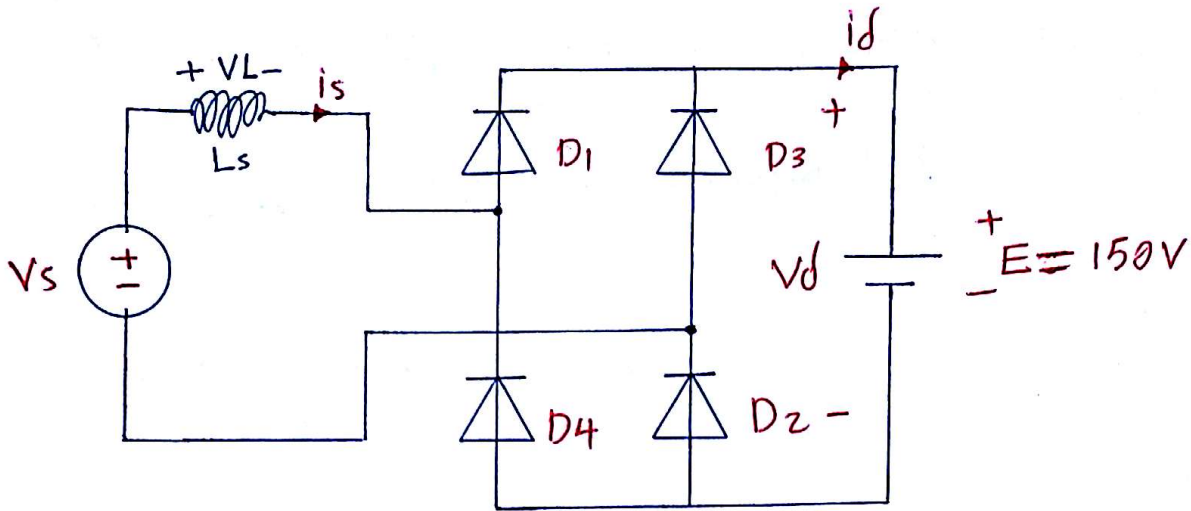 id
+ VL -
is
Ls
+
D1
D3
Vs
+
-
Vd
+
E = 150V
-
D4
D2 -